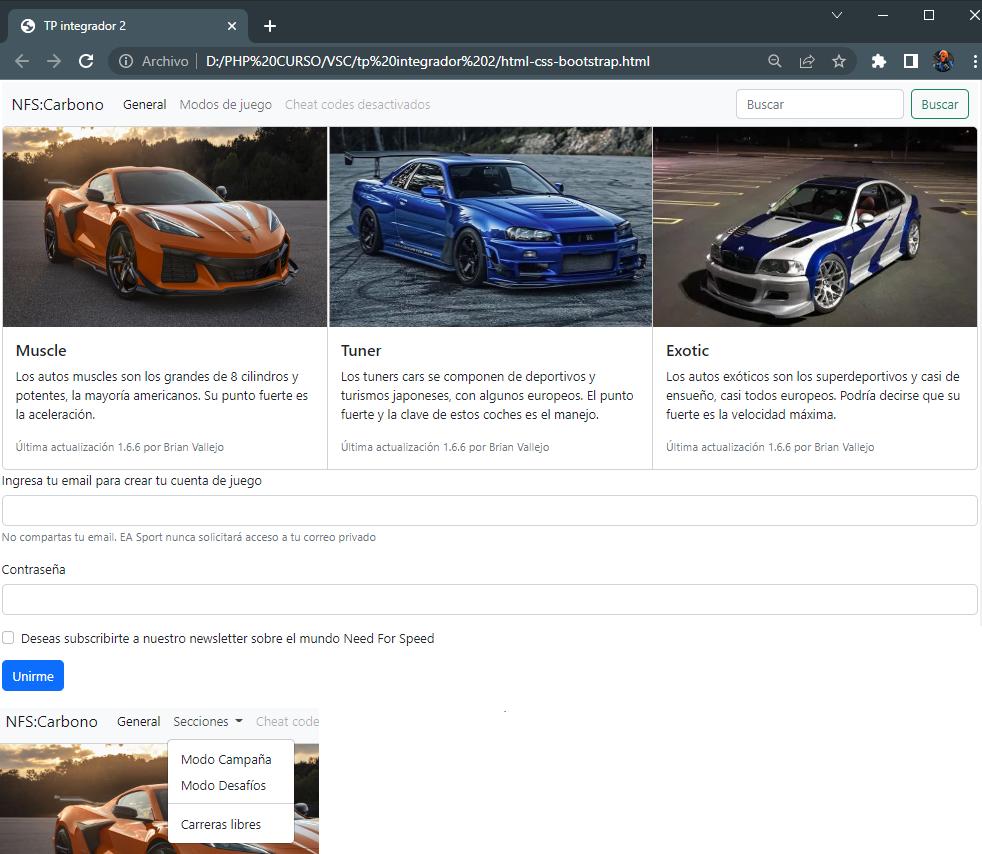 TP integrador 2
Archivo D:/PHP%20CURSO/VSC/tp%20integrador%202/html-css-bootstrap.html
NFS:Carbono General Modos de juego Cheat codes desactivados Buscar Buscar
Muscle
Los autos muscles son los grandes de 8 cilindros y
potentes, la mayoría americanos. Su punto fuerte es
la aceleración.
Última actualización 1.6.6 por Brian Vallejo
Tuner
Los tuners cars se componen de deportivos y
turismos japoneses, con algunos europeos. El punto
fuerte y la clave de estos coches es el manejo.
Última actualización 1.6.6 por Brian Vallejo
Exotic
Los autos exóticos son los superdeportivos y casi de
ensueño, casi todos europeos. Podría decirse que su
fuerte es la velocidad máxima.
Última actualización 1.6.6 por Brian Vallejo
Ingresa tu email para crear tu cuenta de juego
No compartas tu email. EA Sport nunca solicitará acceso a tu correo privado
Contraseña
Deseas subscribirte a nuestro newsletter sobre el mundo Need For Speed
Unirme
NFS:Carbono General Secciones Cheat code
Modo Campaña
Modo Desafíos
Carreras libres